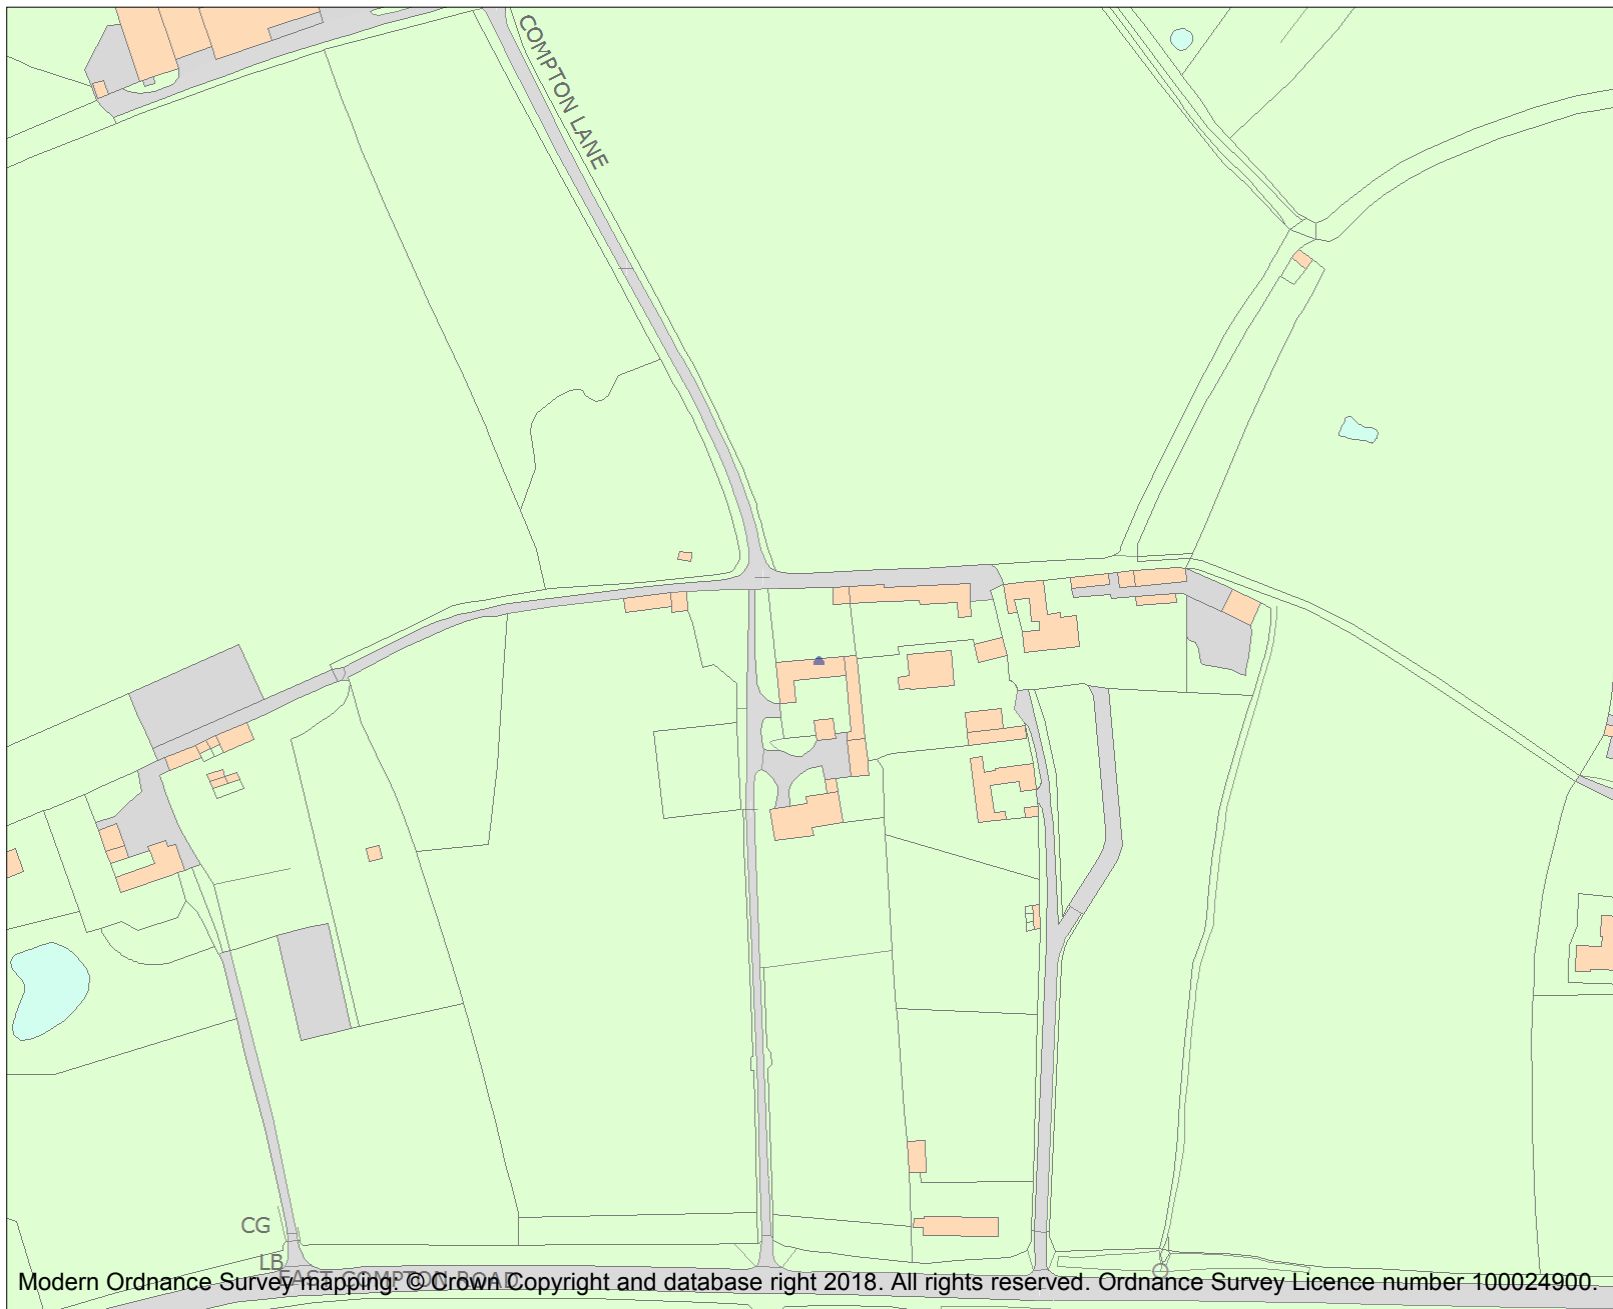 COMPTON LANE
CG
LB
EAST COMPTON ROAD
Modern Ordnance Survey mapping: © Crown Copyright and database right 2018. All rights reserved. Ordnance Survey Licence number 100024900.